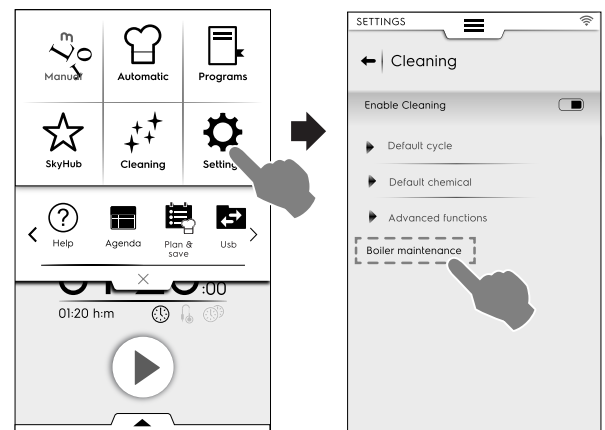 Manual
Automatic
Programs
SkyHub
Cleaning
Setting
Help
Agenda
Plan &
save
Usb
:00
01:20 h:m
SETTINGS
Cleaning
Enable Cleaning
Default cycle
Default chemical
Advanced functions
Boiler maintenance